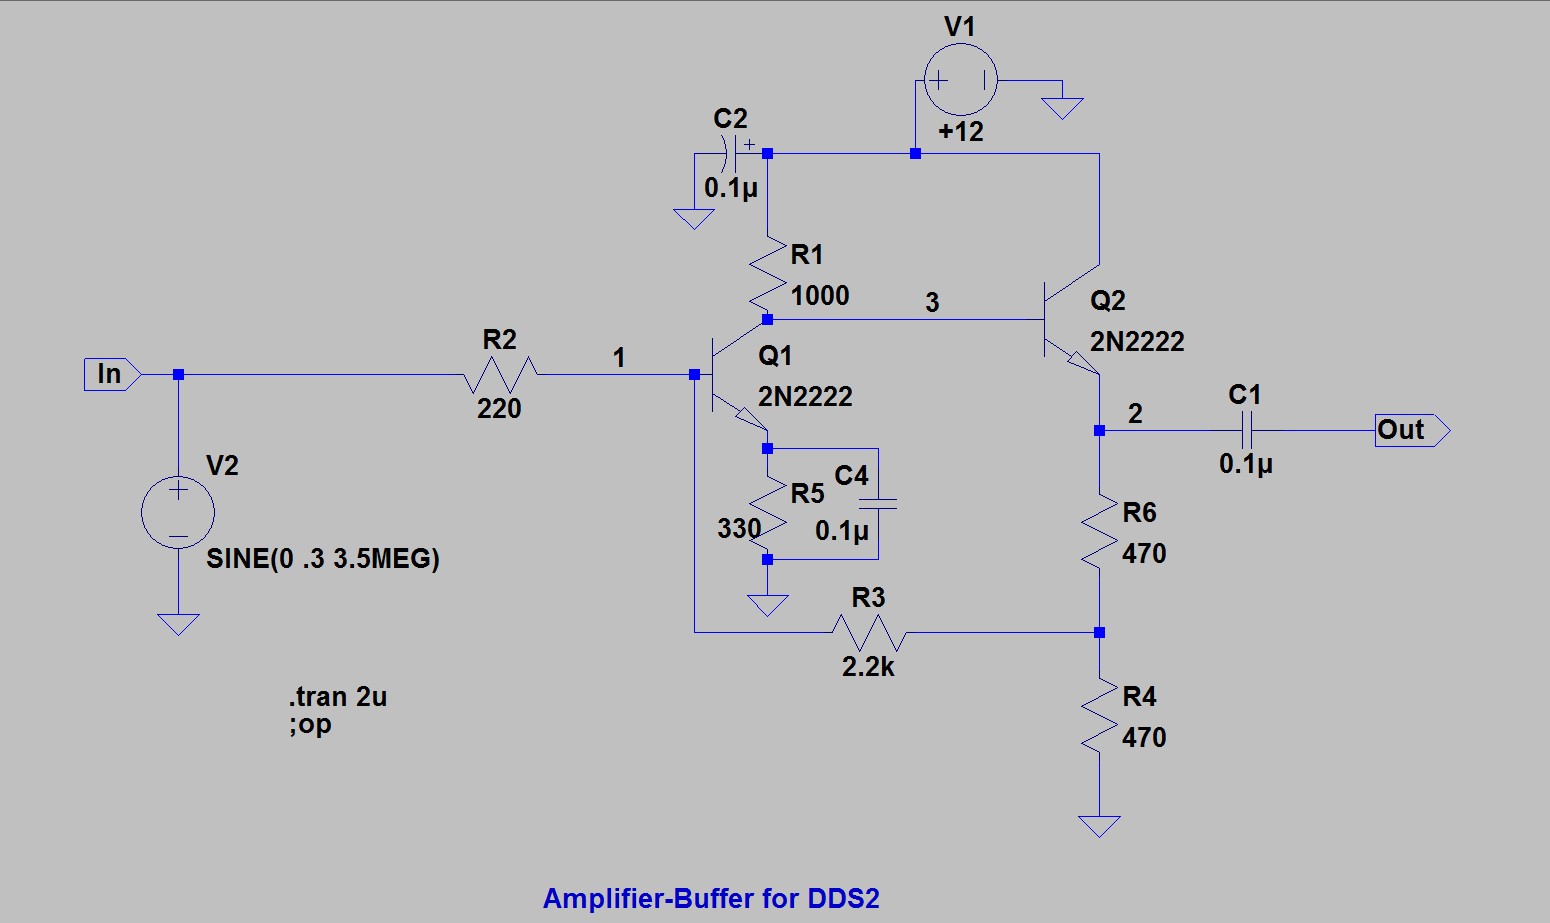 V1
+12
C2
+
0.1µ
R1
1000
3
Q2
2N2222
R2
220
1
Q1
2N2222
In
V2
SINE(0 .3 3.5MEG)
2
C1
0.1µ
Out
R5
330
C4
0.1µ
R6
470
R3
2.2k
R4
470
.tran 2u
;op
Amplifier-Buffer for DDS2